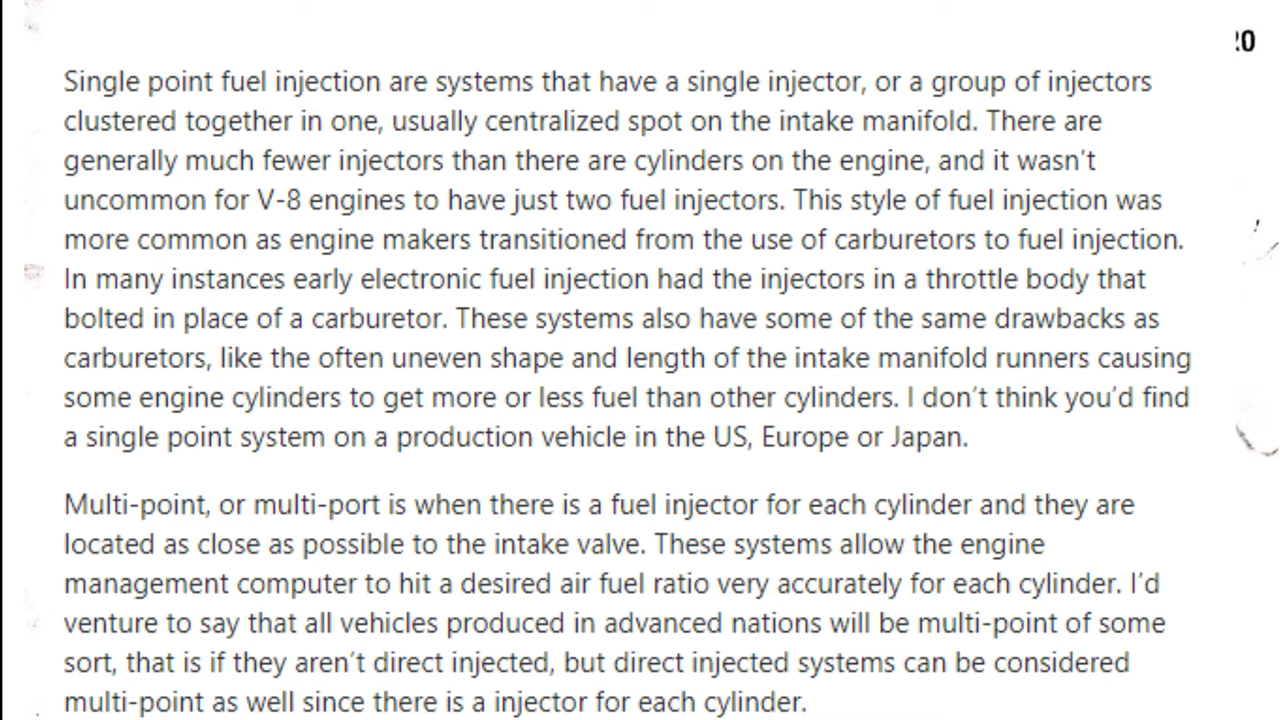 20
Single point fuel injection are systems that have a single injector, or a group of injectors
clustered together in one, usually centralized spot on the intake manifold. There are
generally much fewer injectors than there are cylinders on the engine, and it wasn't
uncommon for V-8 engines to have just two fuel injectors. This style of fuel injection was
more common as engine makers transitioned from the use of carburetors to fuel injection.
In many instances early electronic fuel injection had the injectors in a throttle body that
bolted in place of a carburetor. These systems also have some of the same drawbacks as
carburetors, like the often uneven shape and length of the intake manifold runners causing
some engine cylinders to get more or less fuel than other cylinders. I don't think you'd find
a single point system on a production vehicle in the US, Europe or Japan.
Multi-point, or multi-port is when there is a fuel injector for each cylinder and they are
located as close as possible to the intake valve. These systems allow the engine
management computer to hit a desired air fuel ratio very accurately for each cylinder. I'd
venture to say that all vehicles produced in advanced nations will be multi-point of some
sort, that is if they aren't direct injected, but direct injected systems can be considered
multi-point as well since there is a injector for each cylinder.